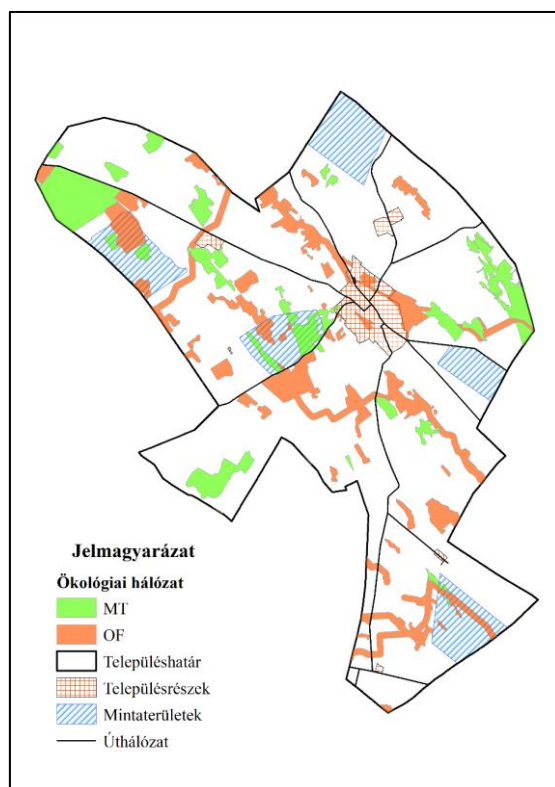 Jelmagyarázat
Ökológiai hálózat
MT
OF
Településhatár
Településrészek
Mintaterületek
Úthálózat